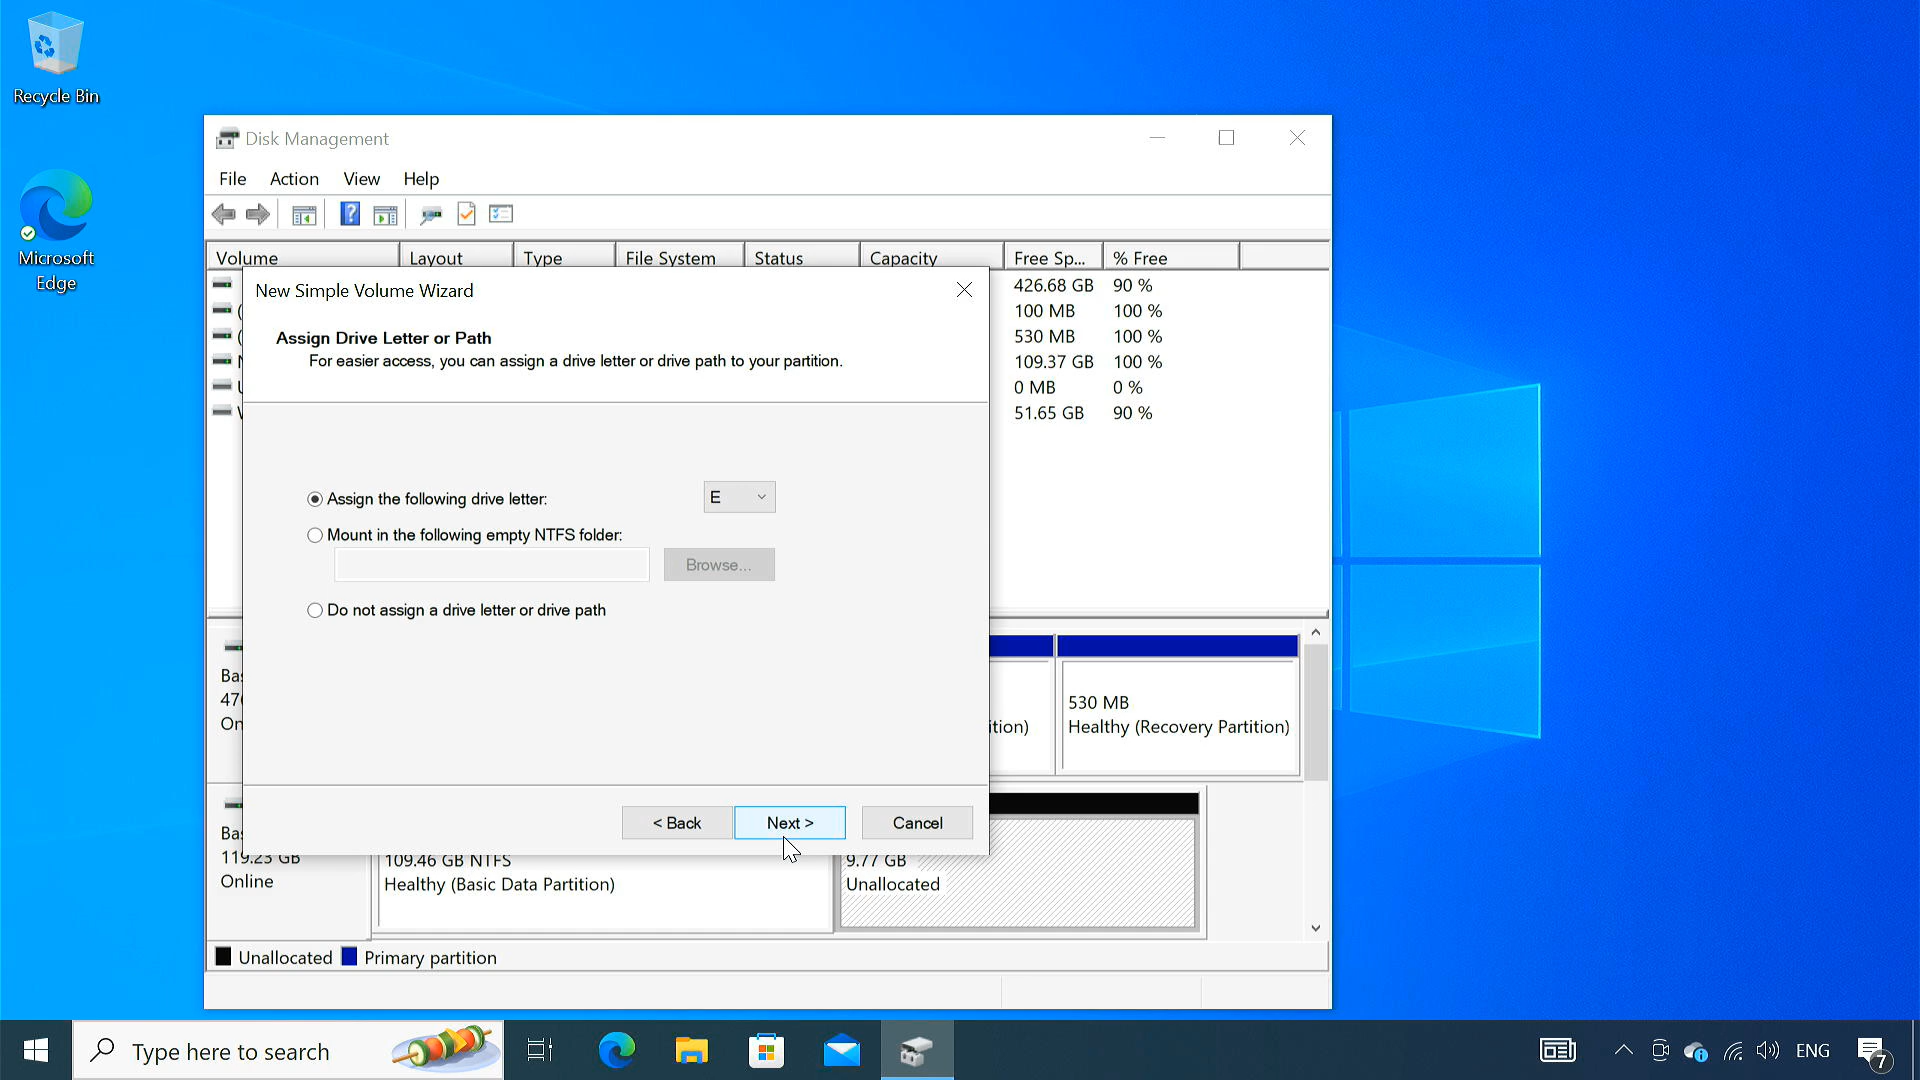 Recycle Bin
Microsoft
Edge
Disk Management
File Action View Help
Volume Layout Type File System Status Capacity Free Sp... % Free
426.68 GB 90 %
100 MB 100 %
530 MB 100 %
109.37 GB 100 %
0 MB 0 %
51.65 GB 90 %
New Simple Volume Wizard
Assign Drive Letter or Path
For easier access, you can assign a drive letter or drive path to your partition.
Assign the following drive letter: E
Mount in the following empty NTFS folder:
Browse...
Do not assign a drive letter or drive path
< Back Next > Cancel
530 MB
Healthy (Recovery Partition)
119.23 GB
Online
109.46 GB NTFS
Healthy (Basic Data Partition)
9.77 GB
Unallocated
Unallocated Primary partition
Type here to search
ENG
7